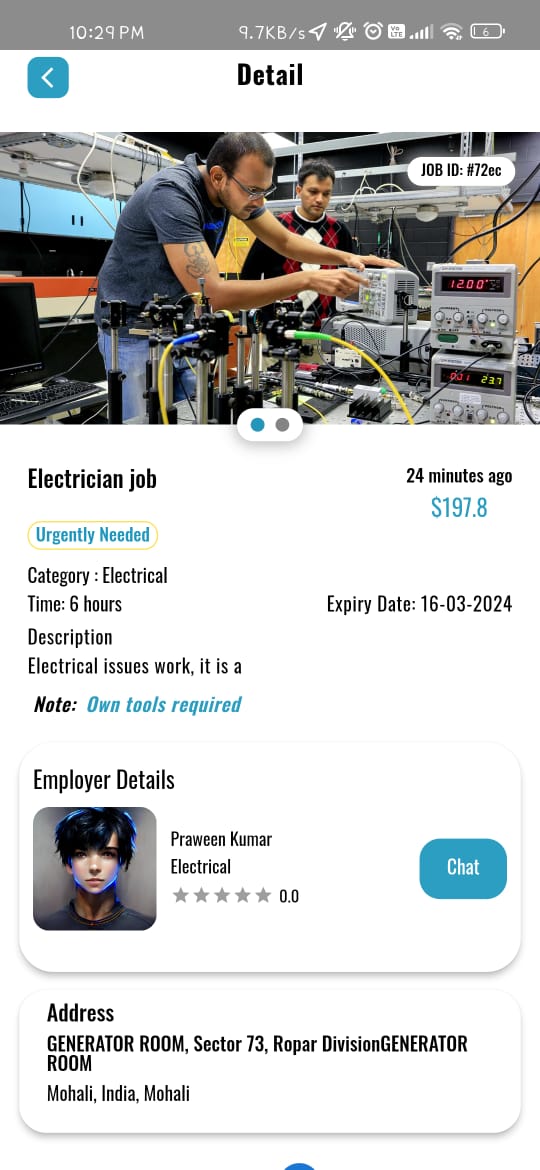 10:29 PM 9.7KB/s Vo LTE 6
Detail
JOB ID: #72ec
12.00
23.7
Electrician job
24 minutes ago
$197.8
Urgently Needed
Category : Electrical
Time: 6 hours
Expiry Date: 16-03-2024
Description
Electrical issues work, it is a
Note: Own tools required
Employer Details
Praween Kumar
Electrical
Chat
0.0
Address
GENERATOR ROOM, Sector 73, Ropar DivisionGENERATOR
ROOM
Mohali, India, Mohali